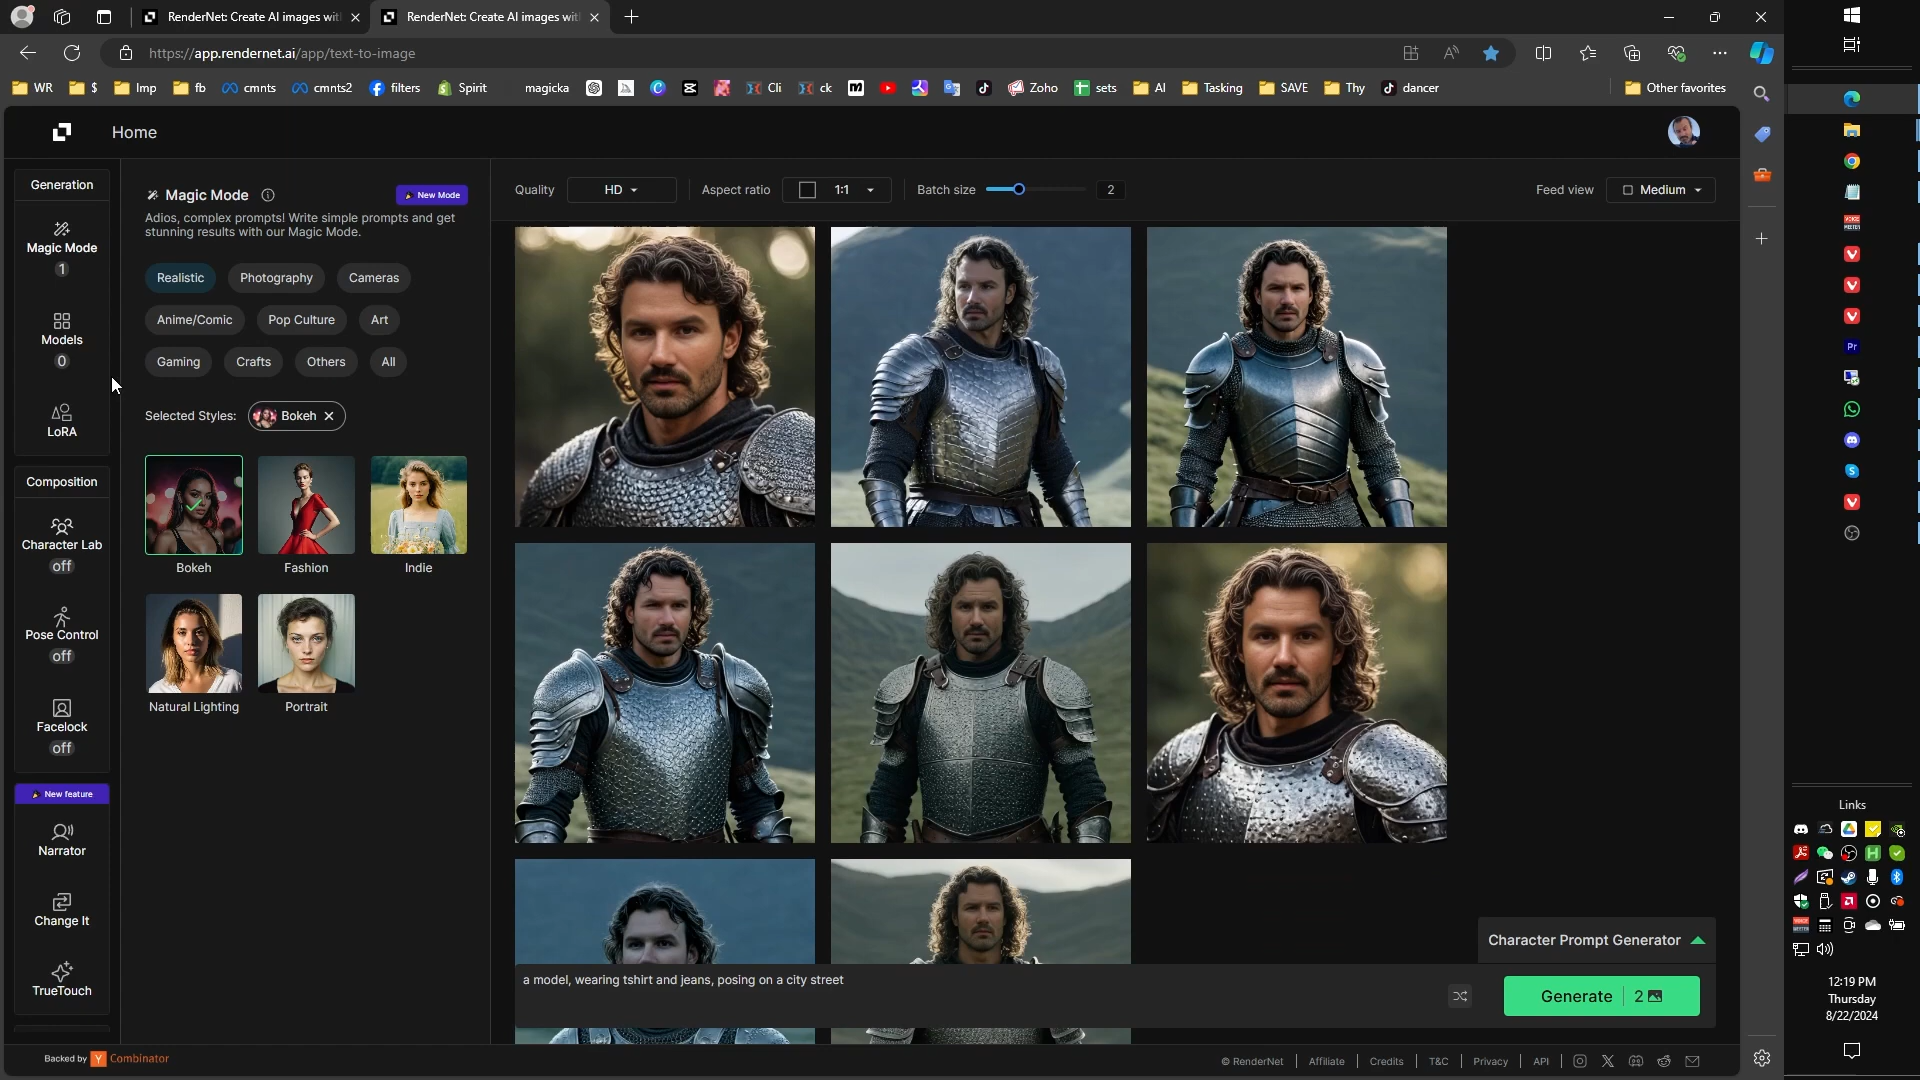 RenderNet: Create AI images wit
RenderNet: Create AI images wit
https://app.rendernet.ai/app/text-to-image
WR
$
Imp
fb
cmnts
cmnts2
filters
Spirit
magicka
Cli
ck
Zoho
sets
AI
Tasking
SAVE
Thy
dancer
Other favorites
Home
Generation
Magic Mode
1
Models
0
LoRA
Composition
Character Lab
off
Pose Control
off
Facelock
off
New feature
Narrator
Change It
TrueTouch
Magic Mode
New Mode
Adios, complex prompts! Write simple prompts and get
stunning results with our Magic Mode.
Realistic
Photography
Cameras
Anime/Comic
Pop Culture
Art
Gaming
Crafts
Others
All
Selected Styles:
Bokeh
Bokeh
Fashion
Indie
Natural Lighting
Portrait
Quality
HD
Aspect ratio
1:1
Batch size
2
Feed view
Medium
Character Prompt Generator
a model, wearing tshirt and jeans, posing on a city street
Generate
2
Backed by Y Combinator
© RenderNet
Affiliate
Credits
T&C
Privacy
API
Pr
Links
12:19 PM
Thursday
8/22/2024